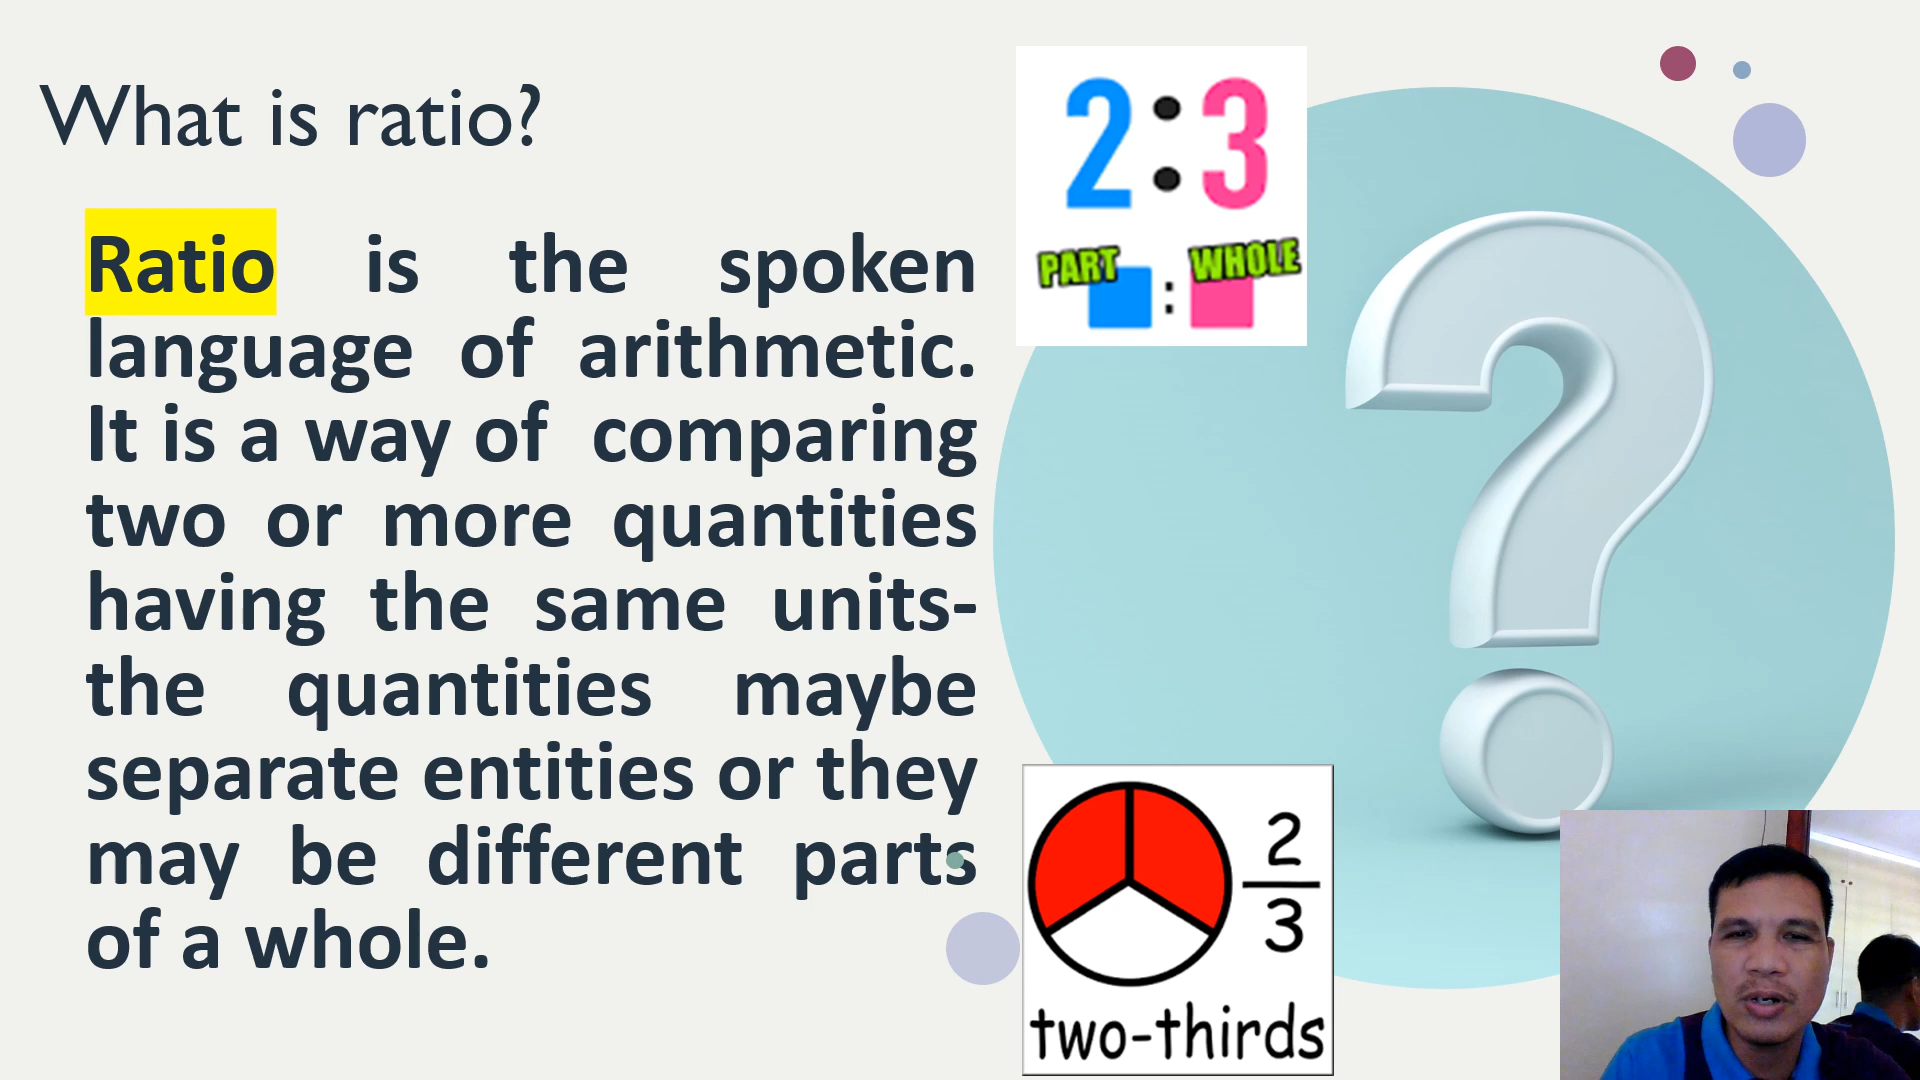 What is ratio?
Ratio is the spoken
language of arithmetic.
It is a way of comparing
two or more quantities
having the same units-
the quantities maybe
separate entities or they
may be different parts
of a whole.
2:3
PART : WHOLE
2
3
two-thirds